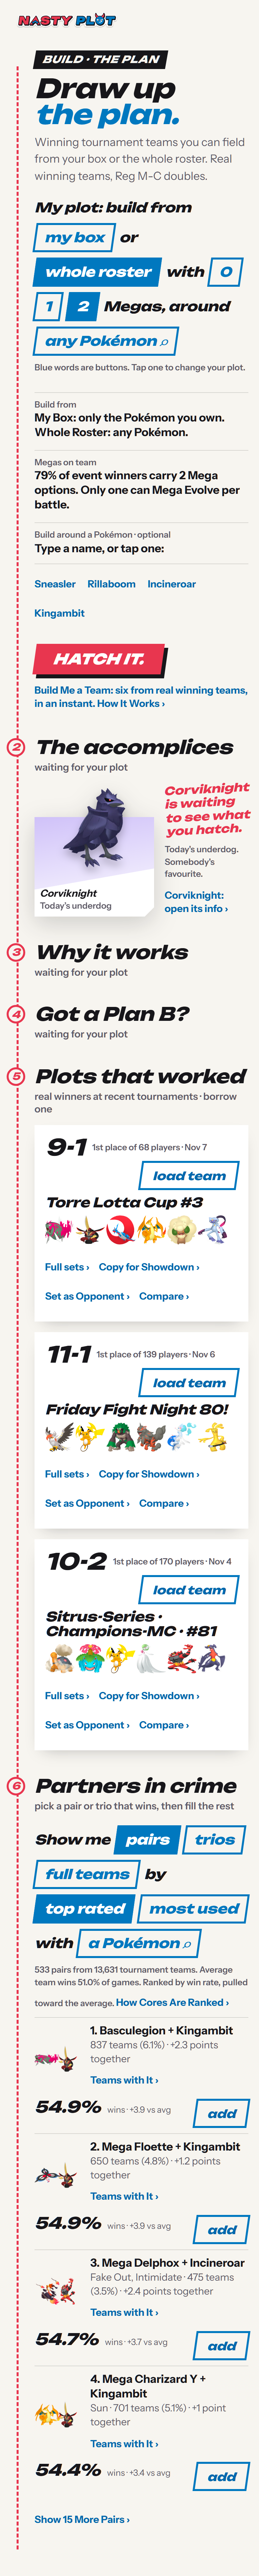 NASTY PLOT
BUILD · THE PLAN
Draw up
the plan.
Winning tournament teams you can field
from your box or the whole roster. Real
winning teams, Reg M-C doubles.
My plot: build from
my box or
whole roster with 0
1 2 Megas, around
any Pokémon
Blue words are buttons. Tap one to change your plot.
Build from
My Box: only the Pokémon you own.
Whole Roster: any Pokémon.
Megas on team
79% of event winners carry 2 Mega
options. Only one can Mega Evolve per
battle.
Build around a Pokémon · optional
Type a name, or tap one:
Sneasler Rillaboom Incineroar
Kingambit
HATCH IT.
Build Me a Team: six from real winning teams,
in an instant. How It Works ›
2 The accomplices
waiting for your plot
Corviknight
is waiting
to see what
you hatch.
Today's underdog.
Somebody's
favourite.
Corviknight:
open its info ›
Corviknight
Today's underdog
3 Why it works
waiting for your plot
4 Got a Plan B?
waiting for your plot
5 Plots that worked
real winners at recent tournaments · borrow
one
9-1 1st place of 68 players · Nov 7
load team
Torre Lotta Cup #3
Full sets › Copy for Showdown ›
Set as Opponent › Compare ›
11-1 1st place of 139 players · Nov 6
load team
Friday Fight Night 80!
Full sets › Copy for Showdown ›
Set as Opponent › Compare ›
10-2 1st place of 170 players · Nov 4
load team
Sitrus-Series ·
Champions-MC · #81
Full sets › Copy for Showdown ›
Set as Opponent › Compare ›
6 Partners in crime
pick a pair or trio that wins, then fill the rest
Show me pairs trios
full teams by
top rated most used
with a Pokémon
533 pairs from 13,631 tournament teams. Average
team wins 51.0% of games. Ranked by win rate, pulled
toward the average. How Cores Are Ranked ›
1. Basculegion + Kingambit
837 teams (6.1%) · +2.3 points
together
Teams with It ›
54.9% wins · +3.9 vs avg add
2. Mega Floette + Kingambit
650 teams (4.8%) · +1.2 points
together
Teams with It ›
54.9% wins · +3.9 vs avg add
3. Mega Delphox + Incineroar
Fake Out, Intimidate · 475 teams
(3.5%) · +2.4 points together
Teams with It ›
54.7% wins · +3.7 vs avg add
4. Mega Charizard Y +
Kingambit
Sun · 701 teams (5.1%) · +1 point
together
Teams with It ›
54.4% wins · +3.4 vs avg add
Show 15 More Pairs ›